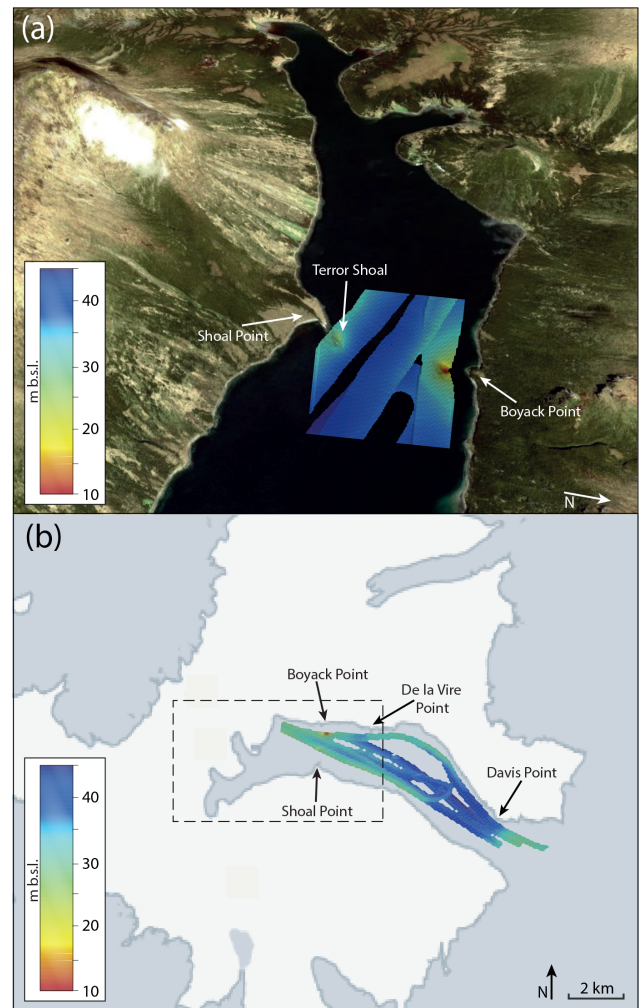 (a)
Terror Shoal
Shoal Point
Boyack Point
40
30
20
10
m b.s.l.
N
(b)
Boyack Point
De la Vire
Point
Davis Point
Shoal Point
40
30
20
10
m b.s.l.
N
2 km